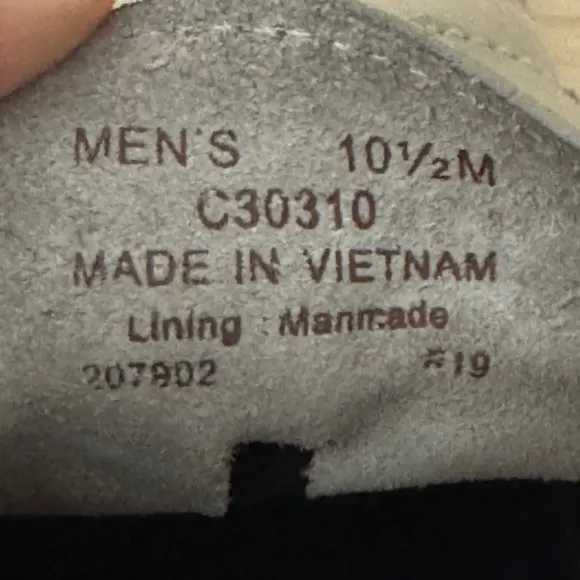 MEN'S 10½M
C30310
MADE IN VIETNAM
Lining : Manmade
207902 #19